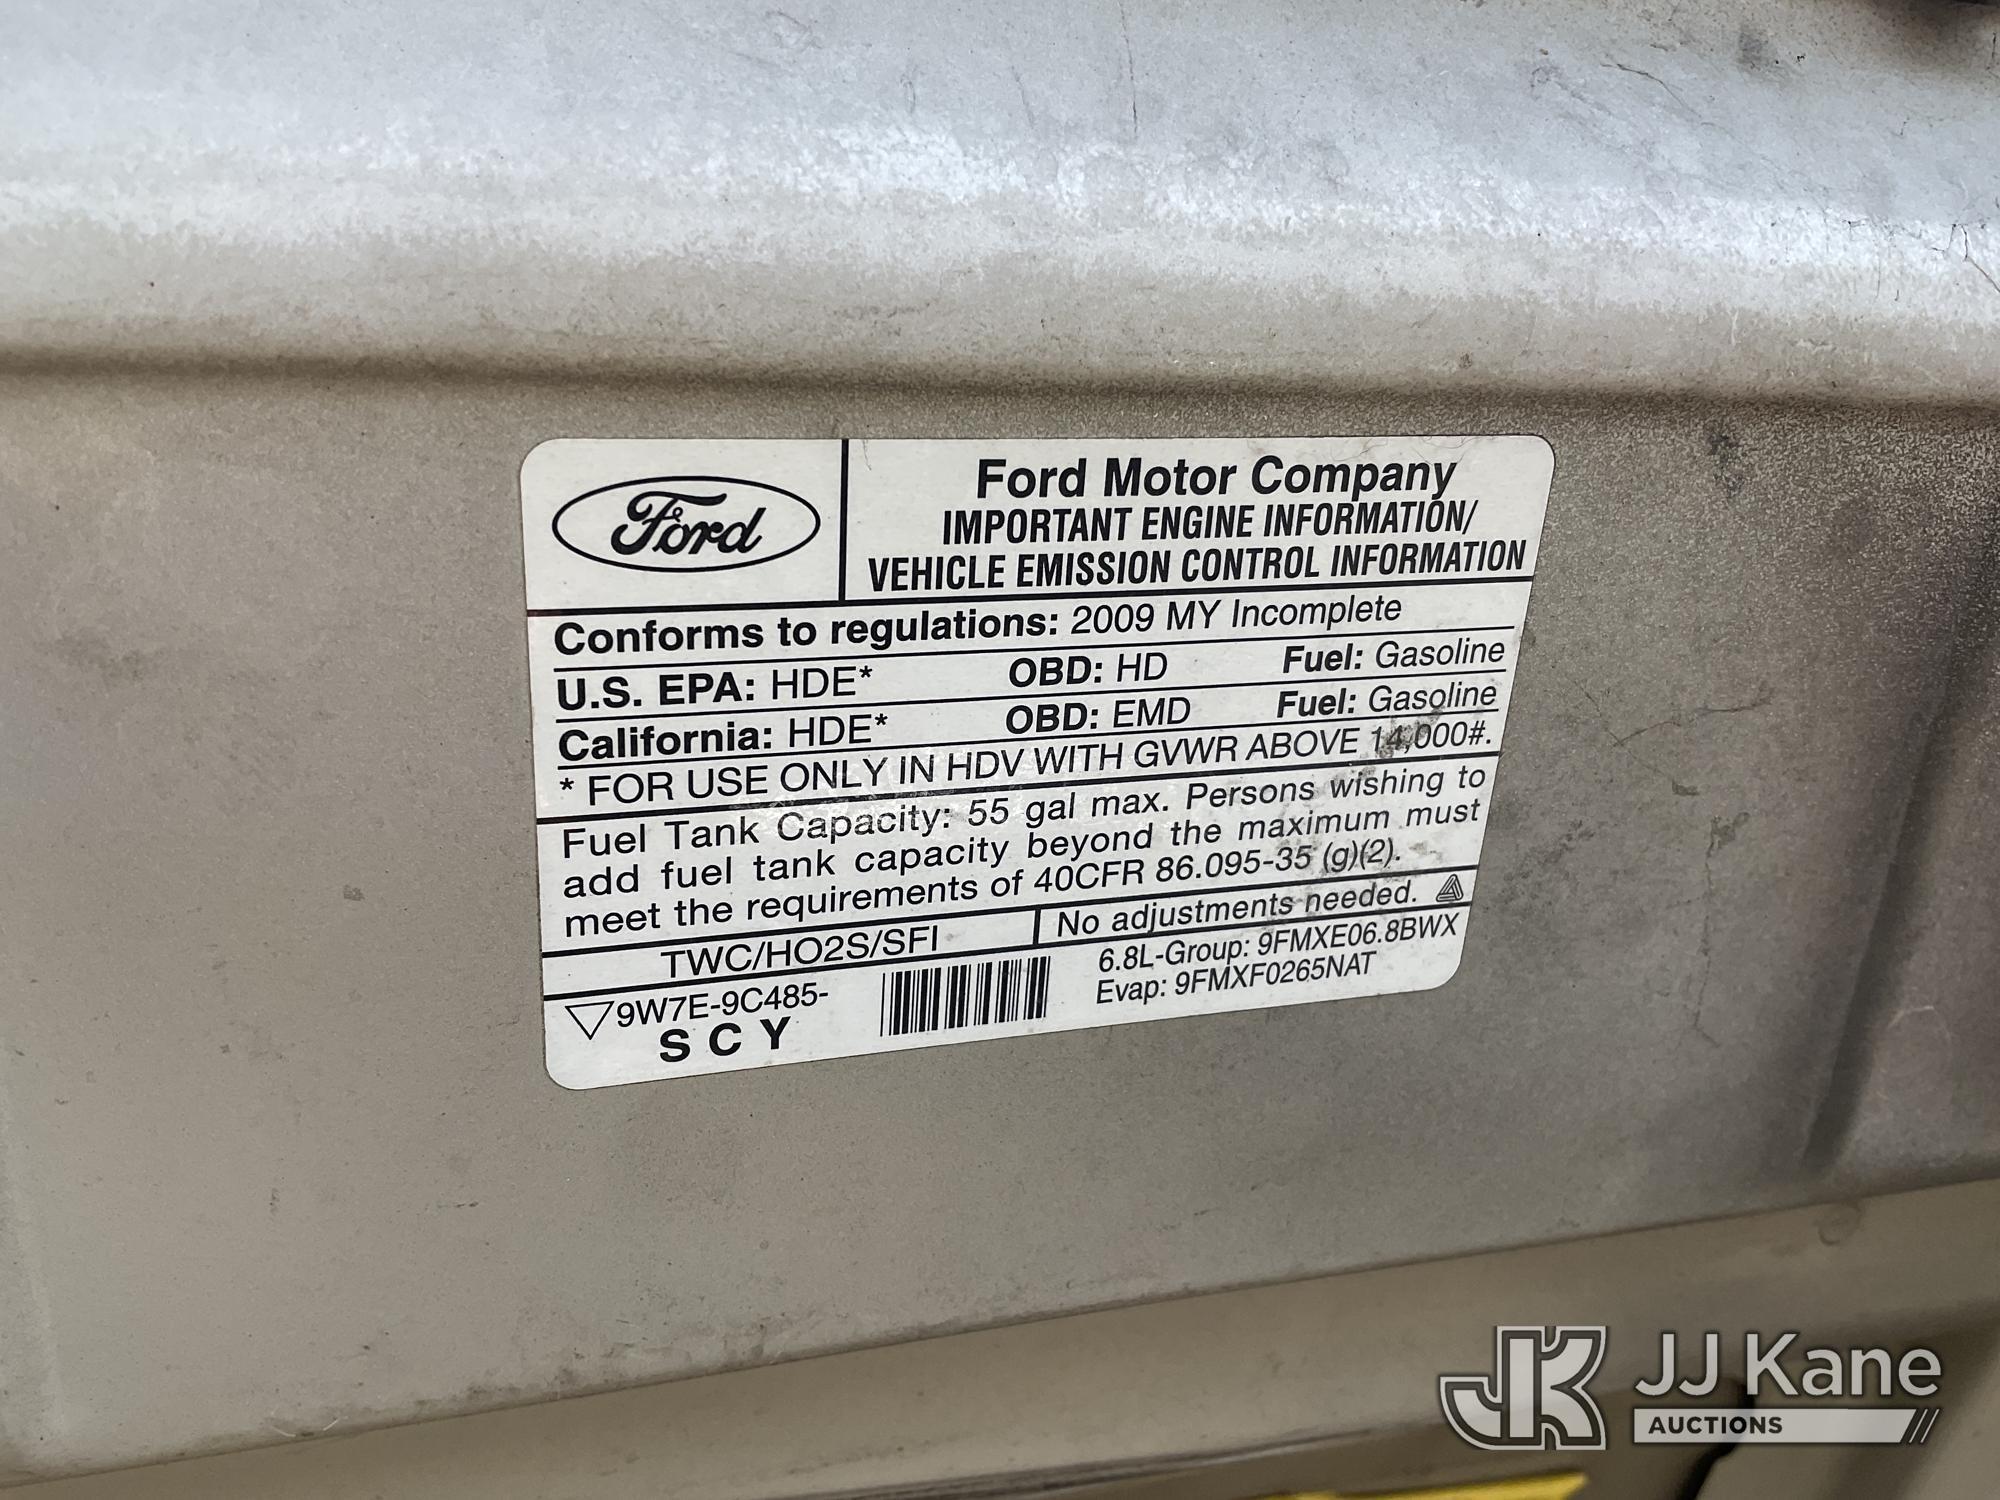 Ford
Ford Motor Company
IMPORTANT ENGINE INFORMATION/
VEHICLE EMISSION CONTROL INFORMATION
Conforms to regulations: 2009 MY Incomplete
U.S. EPA: HDE* OBD: HD Fuel: Gasoline
California: HDE* OBD: EMD Fuel: Gasoline
* FOR USE ONLY IN HDV WITH GVWR ABOVE 14,000#.
Fuel Tank Capacity: 55 gal max. Persons wishing to
add fuel tank capacity beyond the maximum must
meet the requirements of 40CFR 86.095-35 (g)(2).
TWC/HO2S/SFI
No adjustments needed.
9W7E-9C485-
S C Y
6.8L-Group: 9FMXE06.8BWX
Evap: 9FMXF0265NAT
JK JJ Kane
AUCTIONS